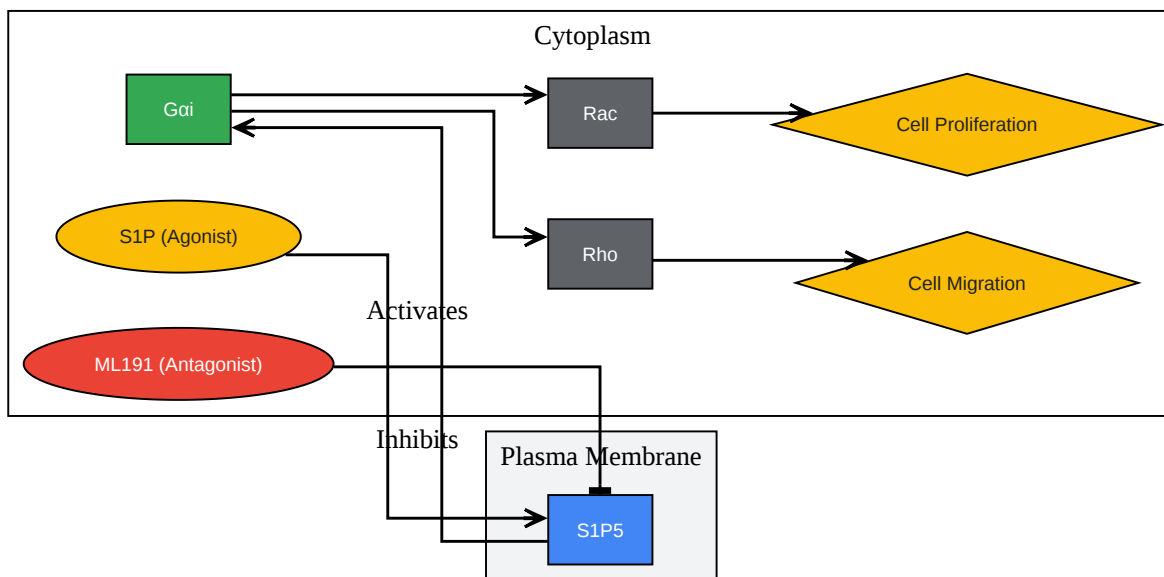 Cytoplasm
Gαi
Rac
Cell Proliferation
S1P (Agonist)
Rho
Cell Migration
Activates
ML191 (Antagonist)
Inhibits
Plasma Membrane
S1P5